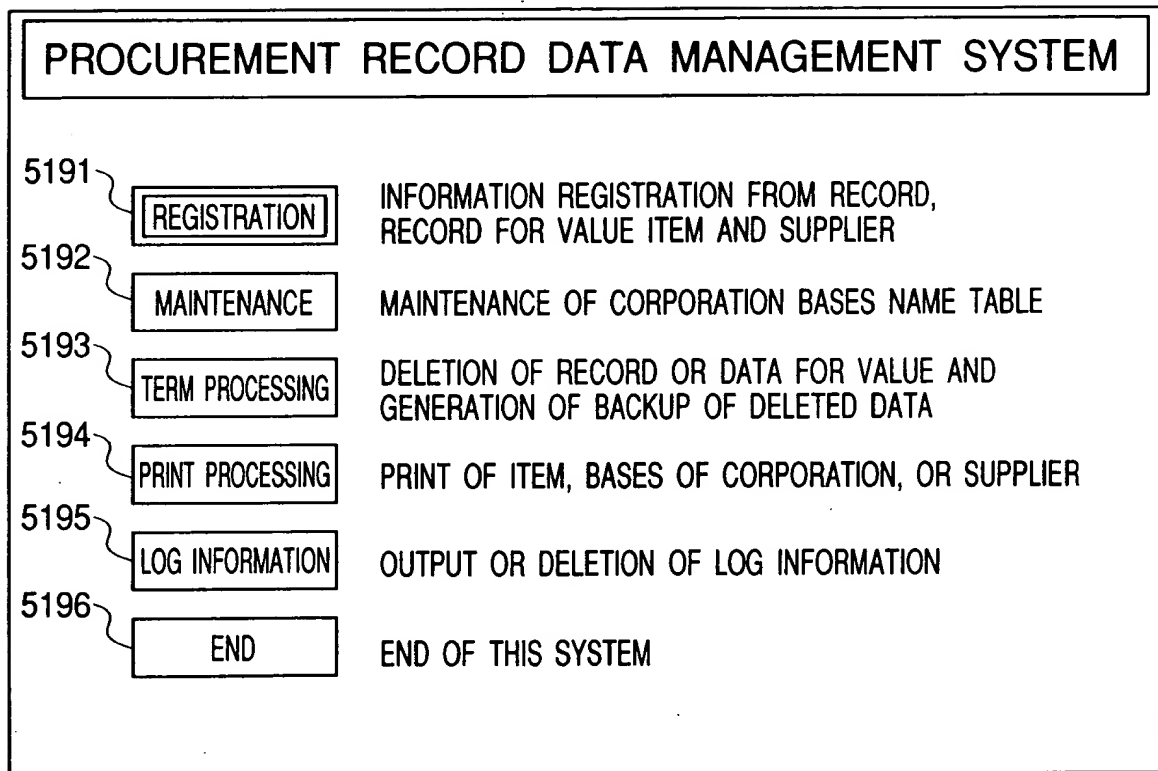 PROCUREMENT RECORD DATA MANAGEMENT SYSTEM
5191
REGISTRATION
INFORMATION REGISTRATION FROM RECORD,
RECORD FOR VALUE ITEM AND SUPPLIER
5192
MAINTENANCE
MAINTENANCE OF CORPORATION BASES NAME TABLE
5193
TERM PROCESSING
DELETION OF RECORD OR DATA FOR VALUE AND
GENERATION OF BACKUP OF DELETED DATA
5194
PRINT PROCESSING
PRINT OF ITEM, BASES OF CORPORATION, OR SUPPLIER
5195
LOG INFORMATION
OUTPUT OR DELETION OF LOG INFORMATION
5196
END
END OF THIS SYSTEM